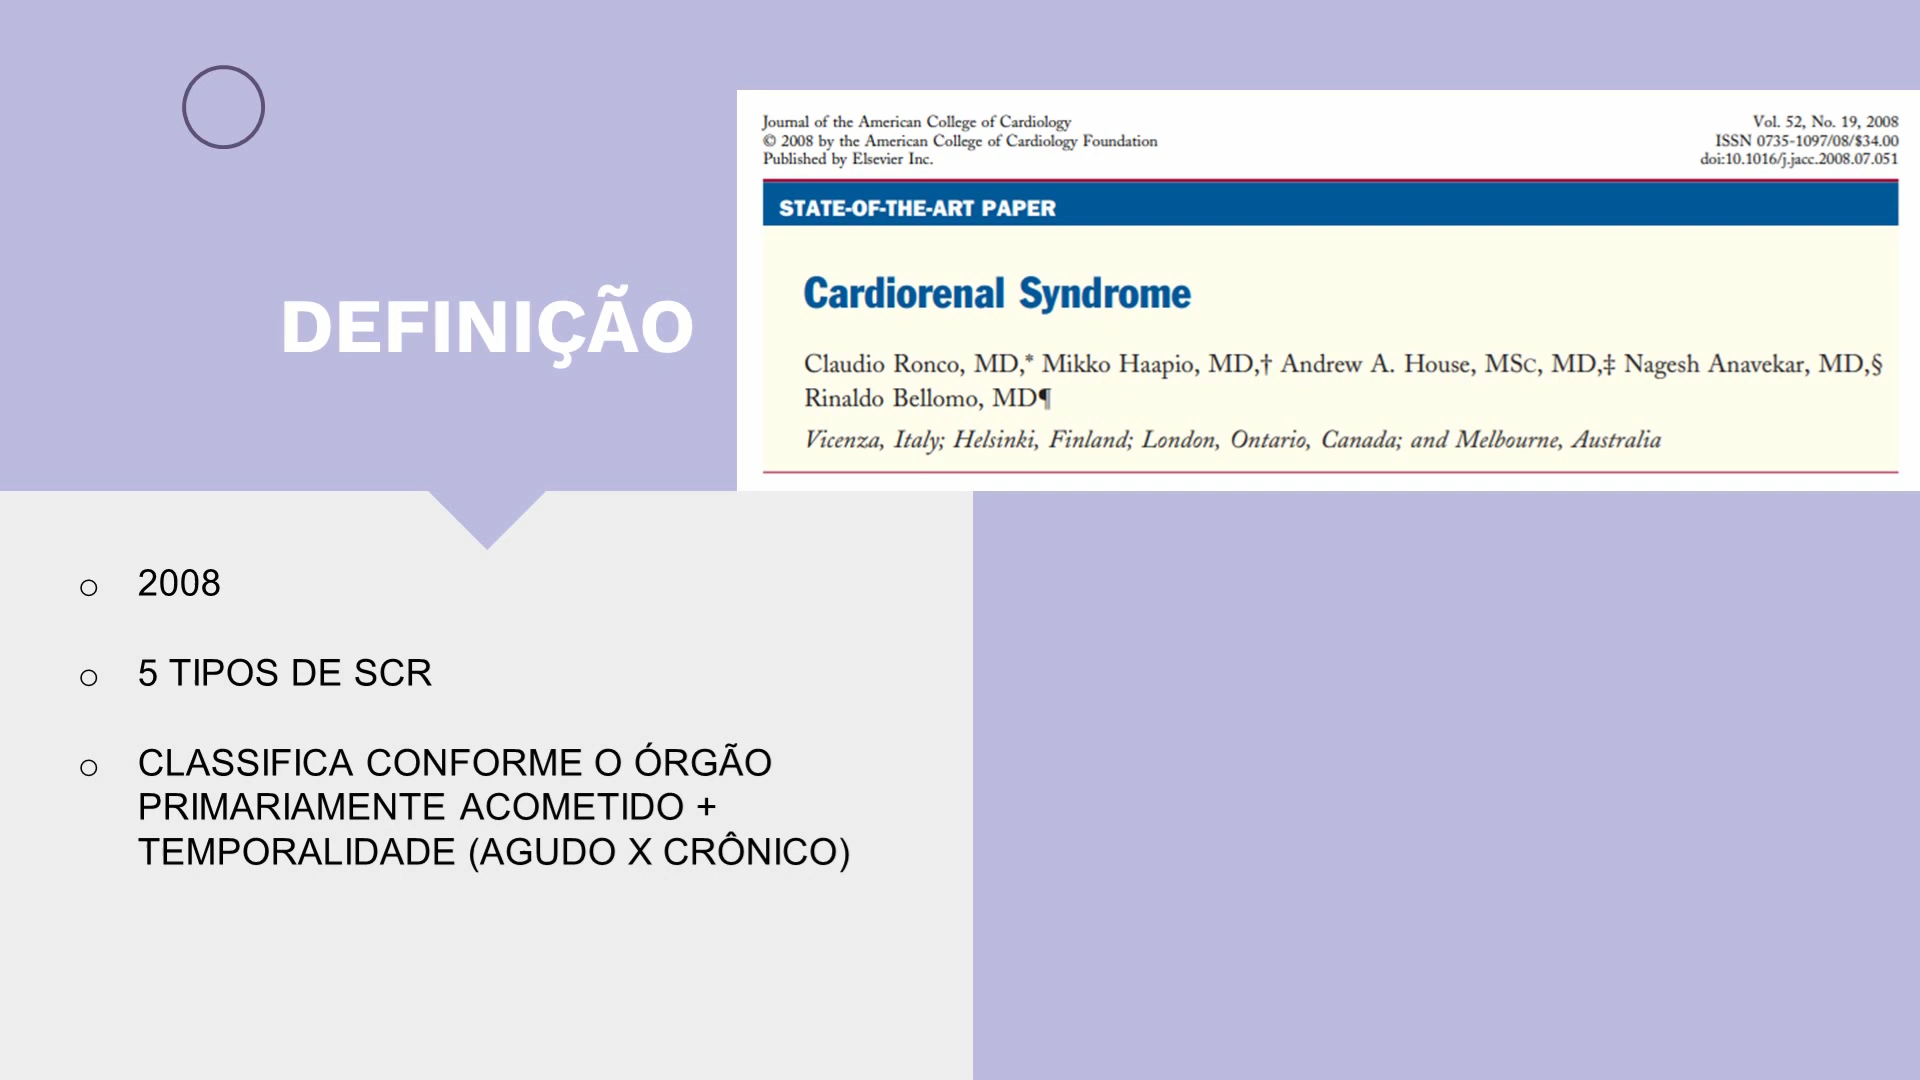 DEFINIÇÃO
Journal of the American College of Cardiology
© 2008 by the American College of Cardiology Foundation
Published by Elsevier Inc.
Vol. 52, No. 19, 2008
ISSN 0735-1097/08/$34.00
doi:10.1016/j.jacc.2008.07.051
STATE-OF-THE-ART PAPER
Cardiorenal Syndrome
Claudio Ronco, MD,* Mikko Haapio, MD,† Andrew A. House, MSC, MD,‡ Nagesh Anavekar, MD,§
Rinaldo Bellomo, MD¶
Vicenza, Italy; Helsinki, Finland; London, Ontario, Canada; and Melbourne, Australia
o 2008
o 5 TIPOS DE SCR
o CLASSIFICA CONFORME O ÓRGÃO
PRIMARIAMENTE ACOMETIDO +
TEMPORALIDADE (AGUDO X CRÔNICO)